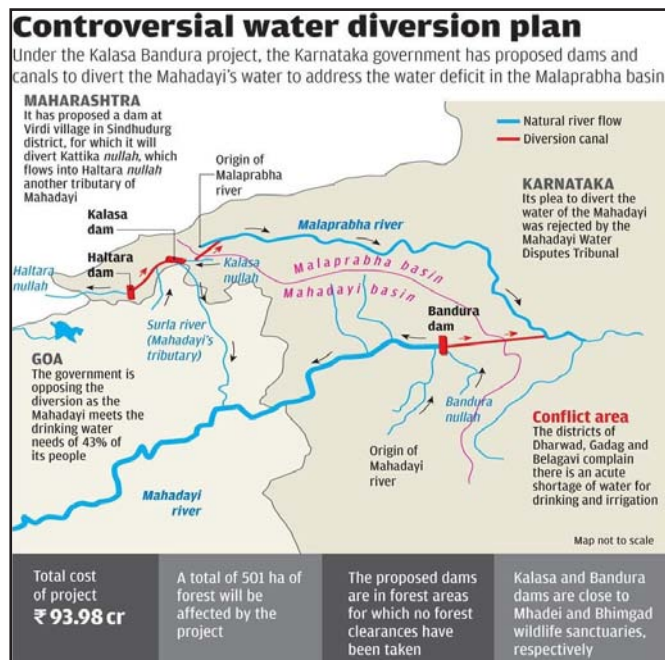 Controversial water diversion plan
Under the Kalasa Bandura project, the Karnataka government has proposed dams and
canals to divert the Mahadayi's water to address the water deficit in the Malaprabha basin
MAHARASHTRA
It has proposed a dam at
Virdi village in Sindhudurg
district, for which it will
divert Kattika nullah, which
flows into Haltara nullah
another tributary of
Mahadayi
Origin of
Malaprabha
river
Natural river flow
Diversion canal
KARNATAKA
Its plea to divert the
water of the Mahadayi
was rejected by the
Mahadayi Water
Disputes Tribunal
Kalasa
dam
Malaprabha river
Haltara
dam
Haltara
nullah
Kalasa
nullah
Malaprabha basin
Mahadayi basin
Bandura
dam
Surla river
(Mahadayi's
tributary)
GOA
The government is
opposing the
diversion as the
Mahadayi meets the
drinking water
needs of 43% of
its people
Bandura
nullah
Origin of
Mahadayi
river
Conflict area
The districts of
Dharwad, Gadag and
Belagavi complain
there is an acute
shortage of water for
drinking and irrigation
Mahadayi
river
Map not to scale
Total cost
of project
₹ 93.98 cr
A total of 501 ha of
forest will be
affected by the
project
The proposed dams
are in forest areas
for which no forest
clearances have
been taken
Kalasa and Bandura
dams are close to
Mhadei and Bhimgad
wildlife sanctuaries,
respectively